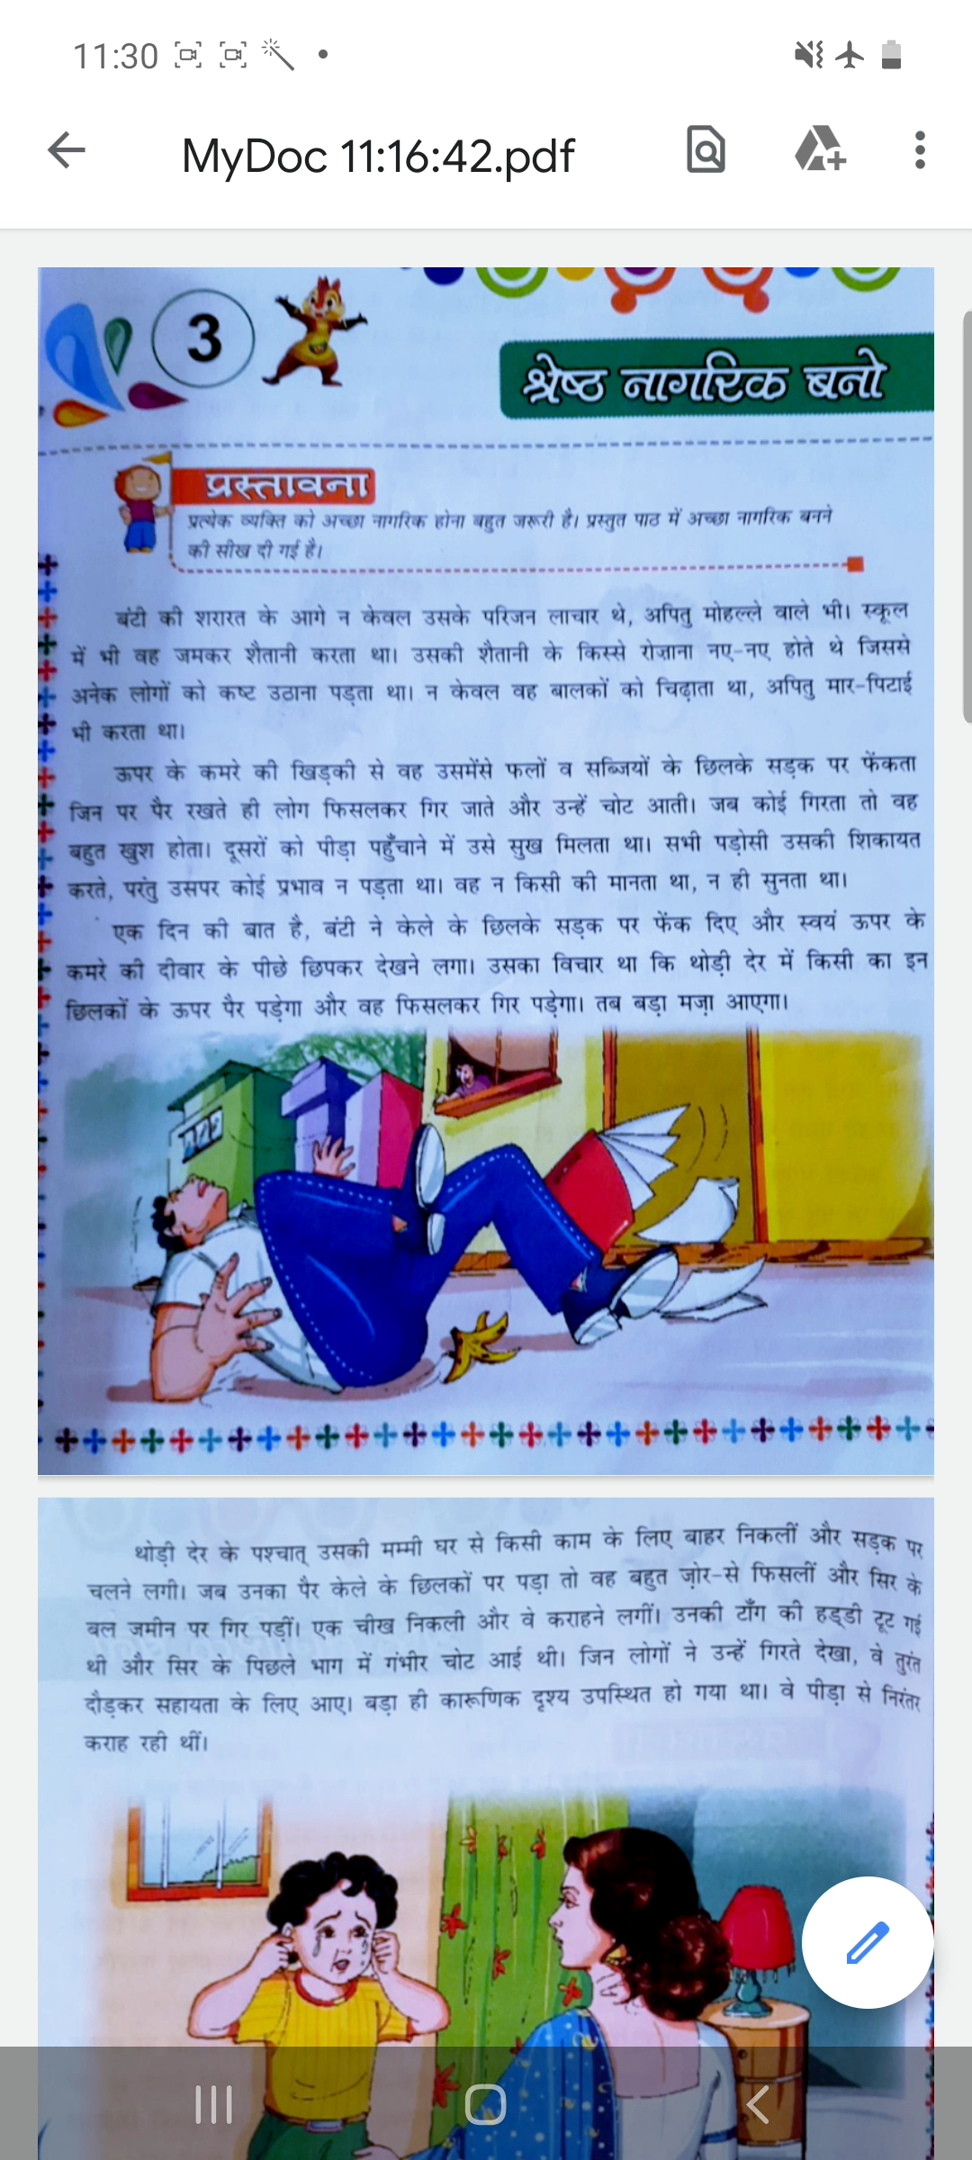 11:30
MyDoc 11:16:42.pdf
3
श्रेष्ठ नागरिक बनो
प्रस्तावना
प्रत्येक व्यक्ति को अच्छा नागरिक होना बहुत जरूरी है। प्रस्तुत पाठ में अच्छा नागरिक बनने
की सीख दी गई है।
बंटी की शरारत के आगे न केवल उसके परिजन लाचार थे, अपितु मोहल्ले वाले भी। स्कूल
में भी वह जमकर शैतानी करता था। उसकी शैतानी के किस्से रोज़ाना नए-नए होते थे जिससे
अनेक लोगों को कष्ट उठाना पड़ता था। न केवल वह बालकों को चिढ़ाता था, अपितु मार-पिटाई
भी करता था।
ऊपर के कमरे की खिड़की से वह उसमेंसे फलों व सब्जियों के छिलके सड़क पर फेंकता
जिन पर पैर रखते ही लोग फिसलकर गिर जाते और उन्हें चोट आती। जब कोई गिरता तो वह
बहुत खुश होता। दूसरों को पीड़ा पहुँचाने में उसे सुख मिलता था। सभी पड़ोसी उसकी शिकायत
करते, परंतु उसपर कोई प्रभाव न पड़ता था। वह न किसी की मानता था, न ही सुनता था।
एक दिन की बात है, बंटी ने केले के छिलके सड़क पर फेंक दिए और स्वयं ऊपर के
कमरे की दीवार के पीछे छिपकर देखने लगा। उसका विचार था कि थोड़ी देर में किसी का इन
छिलकों के ऊपर पैर पड़ेगा और वह फिसलकर गिर पड़ेगा। तब बड़ा मज़ा आएगा।
थोड़ी देर के पश्चात् उसकी मम्मी घर से किसी काम के लिए बाहर निकलीं और सड़क पर
चलने लगी। जब उनका पैर केले के छिलकों पर पड़ा तो वह बहुत ज़ोर-से फिसलीं और सिर के
बल जमीन पर गिर पड़ीं। एक चीख निकली और वे कराहने लगीं। उनकी टाँग की हड्डी टूट गई
थी और सिर के पिछले भाग में गंभीर चोट आई थी। जिन लोगों ने उन्हें गिरते देखा, वे तुरंत
दौड़कर सहायता के लिए आए। बड़ा ही कारूणिक दृश्य उपस्थित हो गया था। वे पीड़ा से निरंतर
कराह रही थीं।